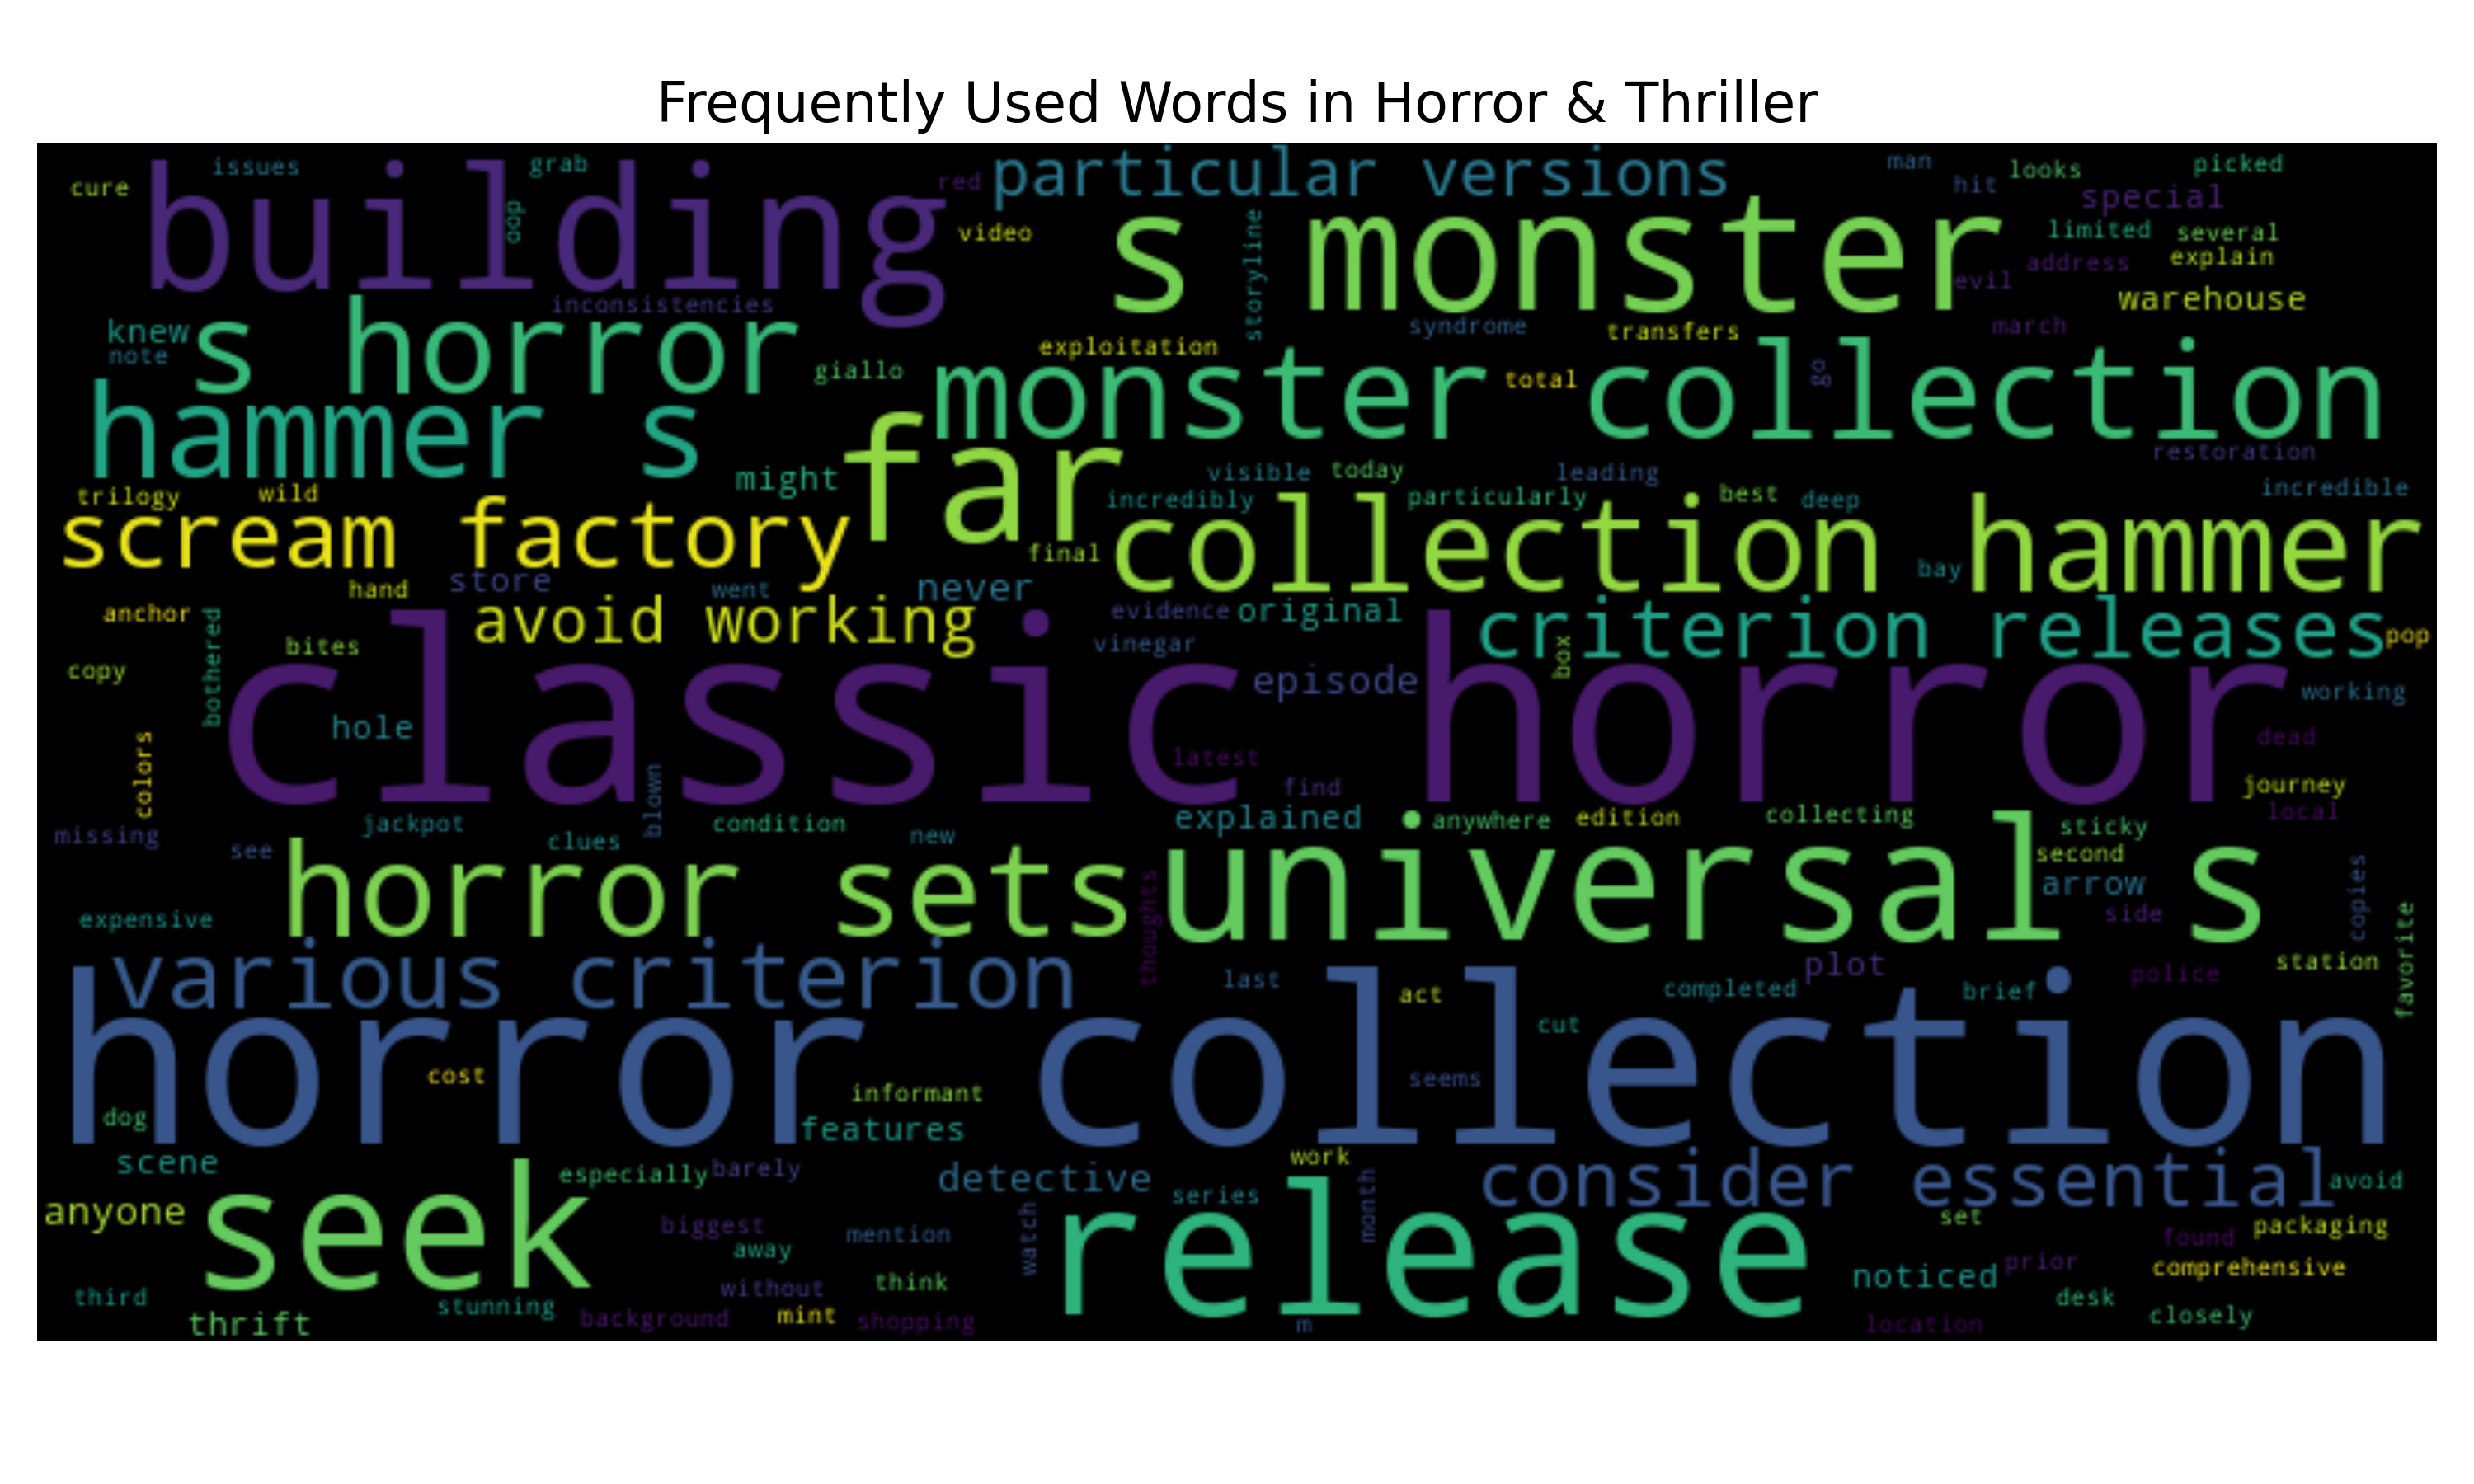 Frequently Used Words in Horror & Thriller
issues
grab
particular versions
man
looks
picked
cure
building
oop
red
hit
special
video
s monster
storyline
limited
several
address
explain
evil
inconsistencies
warehouse
knew
s horror
note
exploitation
syndrome
transfers
march
giallo
monster collection
total
go
hammer s
far
might
visible
today
leading
restoration
trilogy
wild
incredibly
particularly
best
deep
incredible
scream factory
final
collection hammer
bay
hand
store
went
never
anchor
bothered
avoid working
evidence
original
criterion releases
pop
bites
vinegar
box
copy
classic horror
episode
working
hole
latest
dead
colors
blown
find
journey
local
missing
jackpot
condition
explained
anywhere
edition
collecting
sticky
see
clues
new
second
horror sets
universal s
thoughts
arrow
copies
expensive
side
favorite
various criterion
last
plot
police
station
act
completed
brief
horror collection
cut
cost
seems
informant
dog
features
scene
especially
barely
detective
work
series
month
consider essential
avoid
anyone
seek
biggest
mention
watch
release
set
found
packaging
away
without
think
noticed
prior
comprehensive
third
stunning
desk
thrift
background
mint
shopping
m
location
closely